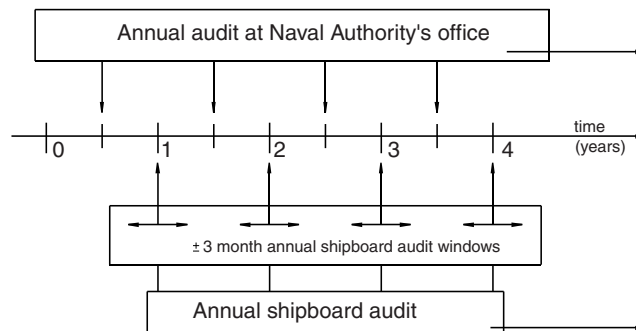 Annual audit at Naval Authority's office
time
0 1 2 3 4 (years)
± 3 month annual shipboard audit windows
Annual shipboard audit